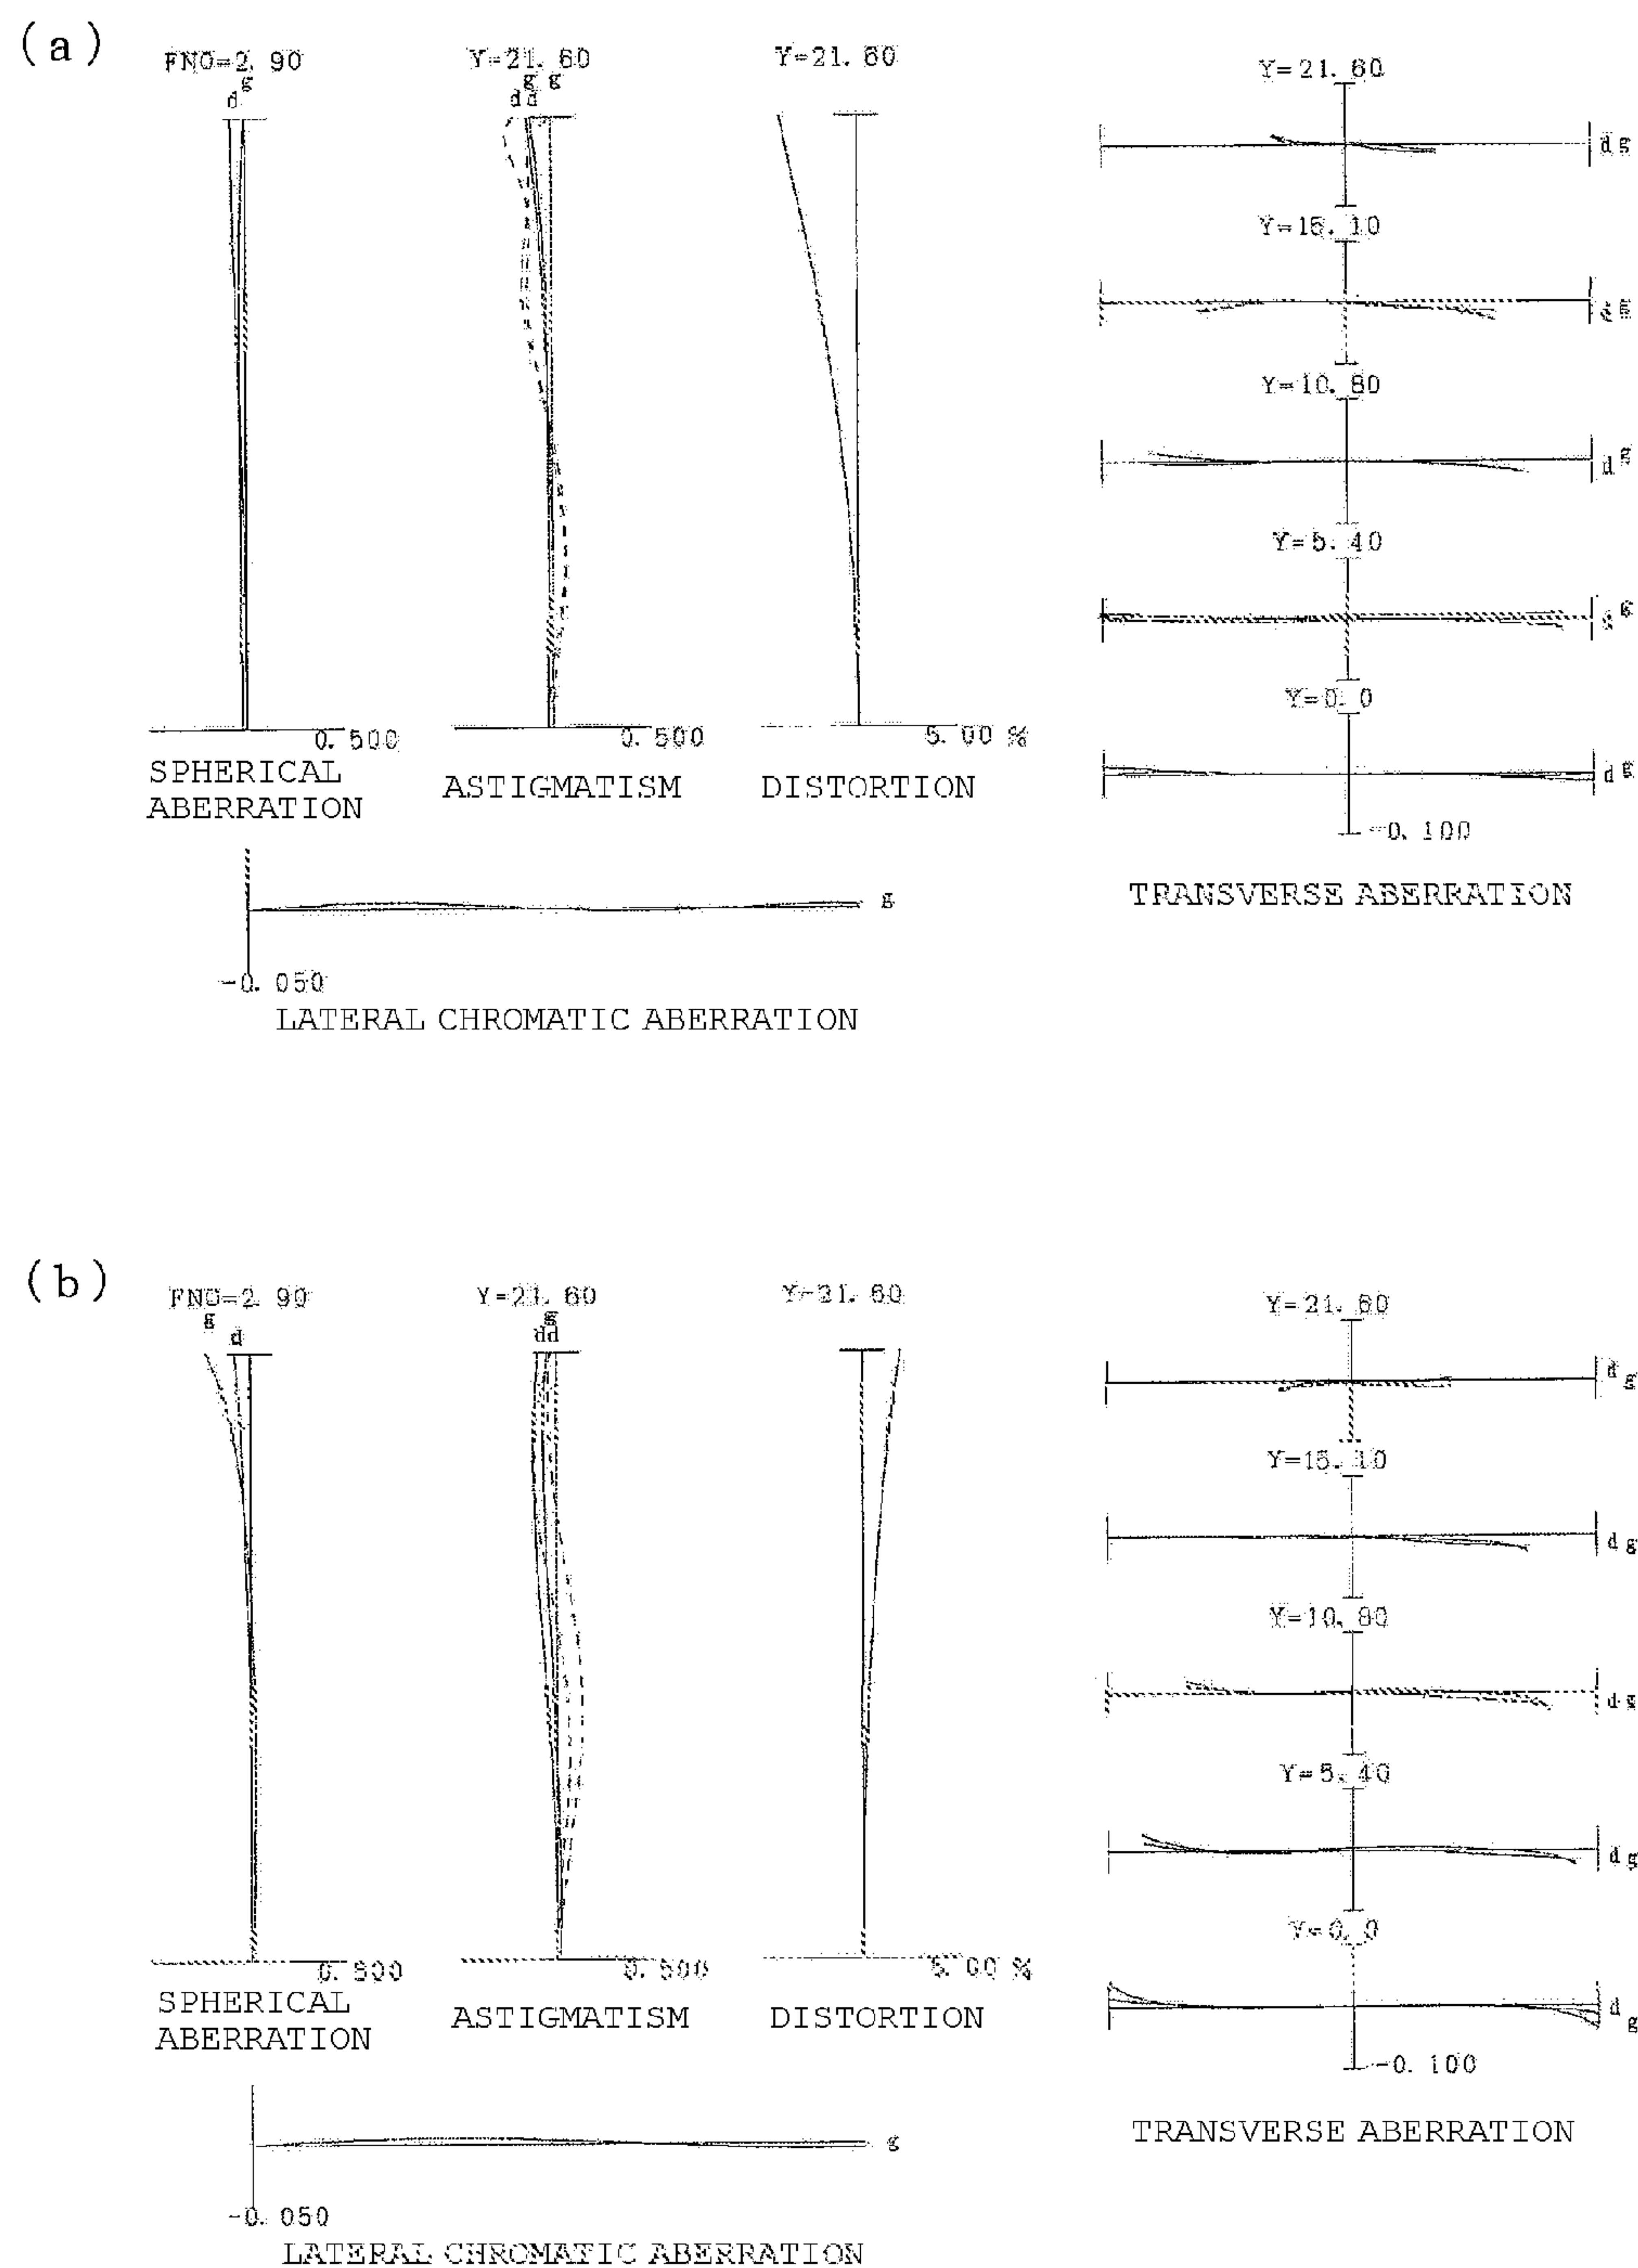 (a)
FNO=2. 90
d g
Y=21. 60
d d g g
Y=21. 60
0. 500
SPHERICAL
ABERRATION
0. 500
ASTIGMATISM
5. 00 %
DISTORTION
g
-0. 050
LATERAL CHROMATIC ABERRATION
Y=21. 60
d g
Y=15. 10
g
Y=10. 80
d g
Y=5. 40
g
Y=0. 0
d g
-0. 100
TRANSVERSE ABERRATION
(b)
FNO=2. 90
g d
Y=21. 60
g
dd
Y=21. 60
0. 500
SPHERICAL
ABERRATION
0. 500
ASTIGMATISM
5. 00 %
DISTORTION
g
-0. 050
LATERAL CHROMATIC ABERRATION
Y=21. 60
d g
Y=15. 10
d g
Y=10. 80
d g
Y=5. 40
d g
Y=0. 0
d g
-0. 100
TRANSVERSE ABERRATION